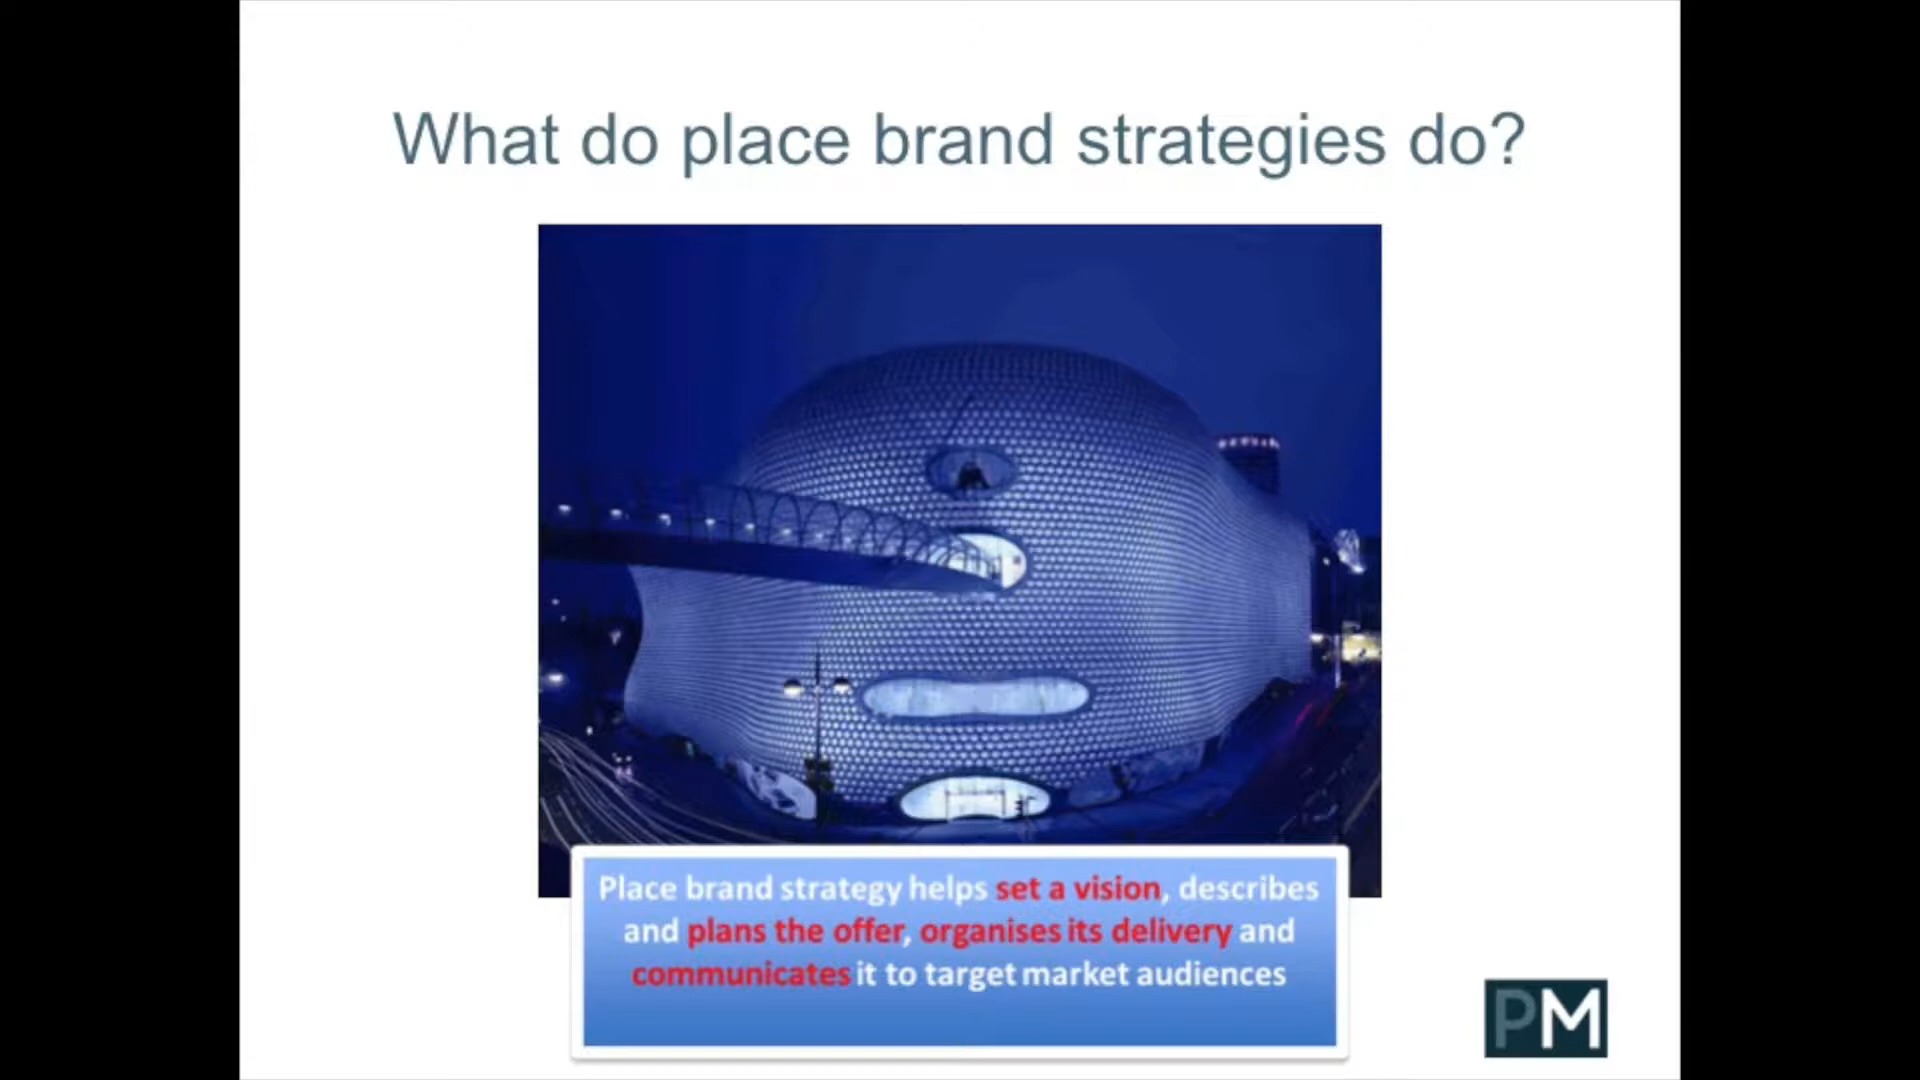 What do place brand strategies do?
Place brand strategy helps set a vision, describes
and plans the offer, organises its delivery and
communicates it to target market audiences
PM